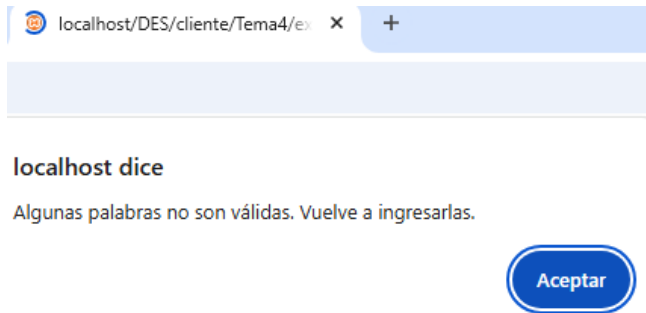 localhost/DES/cliente/Tema4/ex
localhost dice
Algunas palabras no son válidas. Vuelve a ingresarlas.
Aceptar